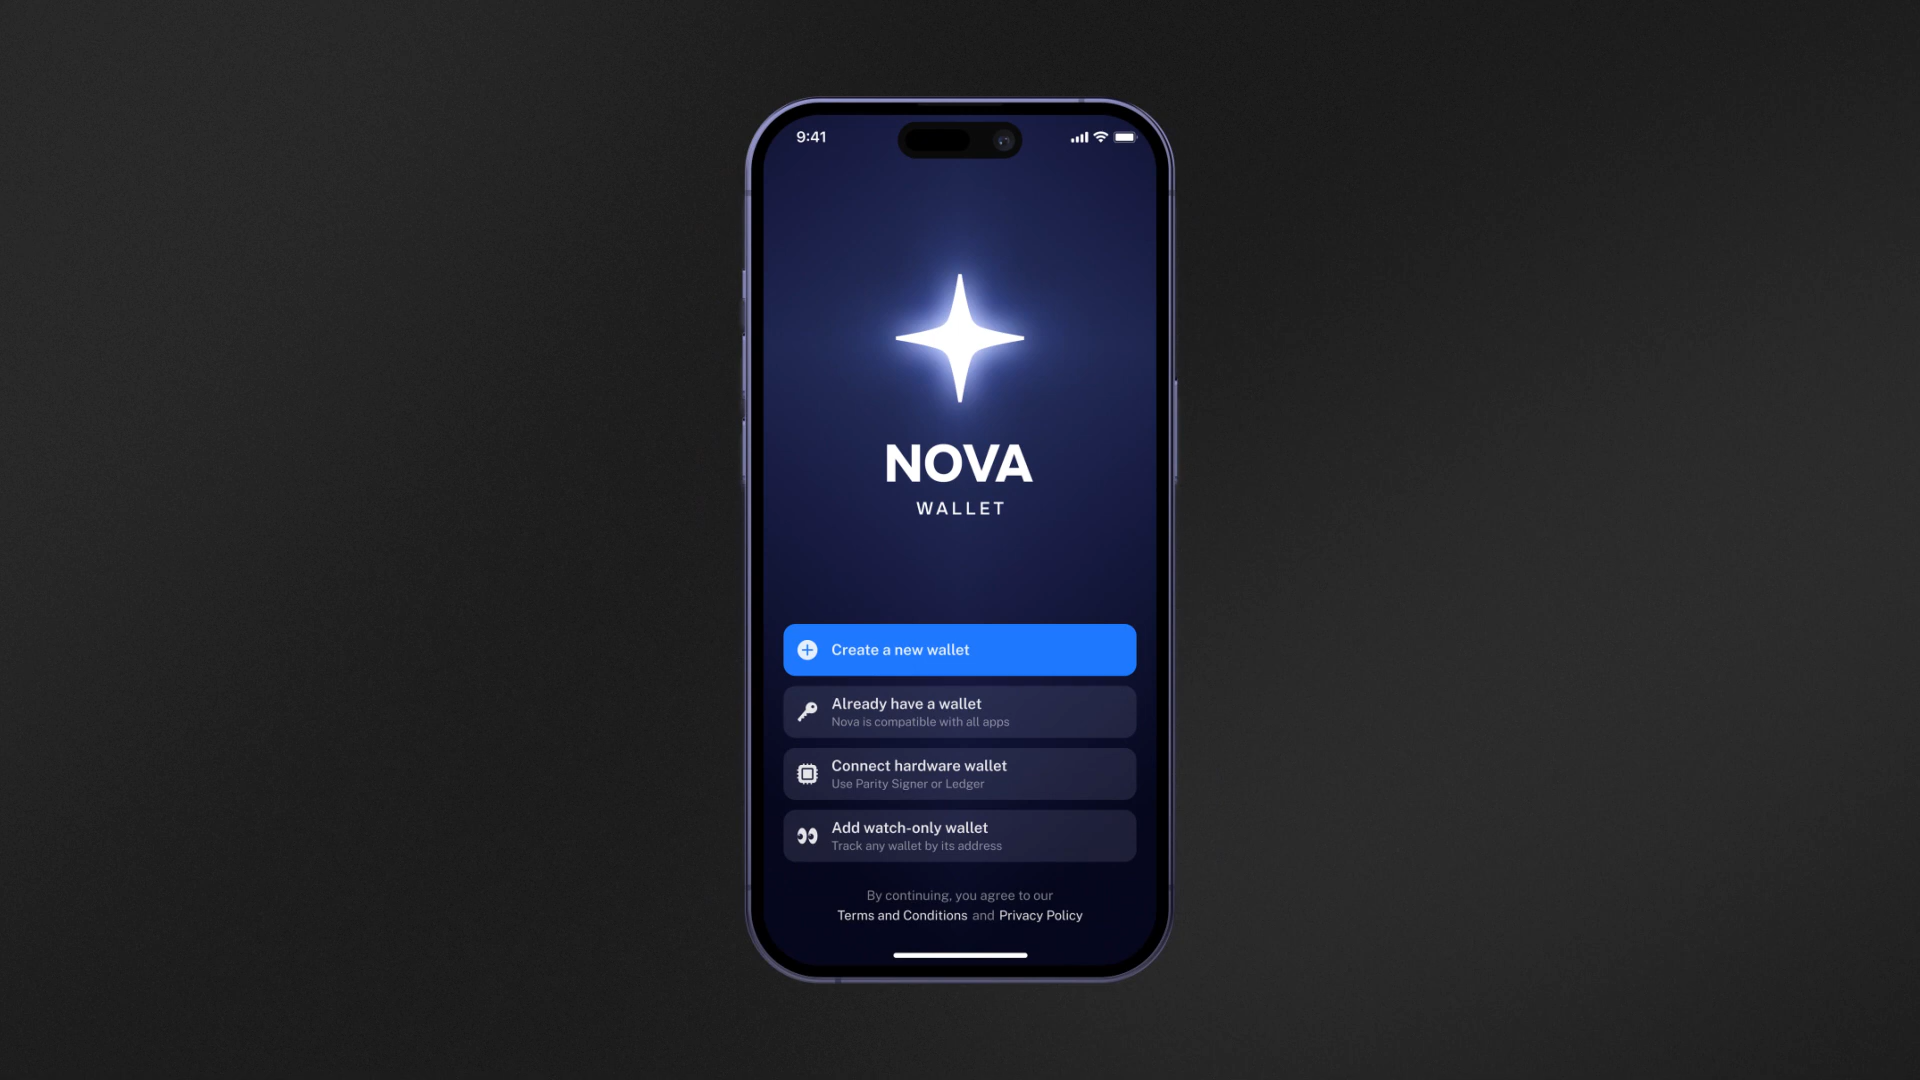 9:41
NOVA
WALLET
Create a new wallet
Already have a wallet
Nova is compatible with all apps
Connect hardware wallet
Use Parity Signer or Ledger
Add watch-only wallet
Track any wallet by its address
By continuing, you agree to our
Terms and Conditions and Privacy Policy